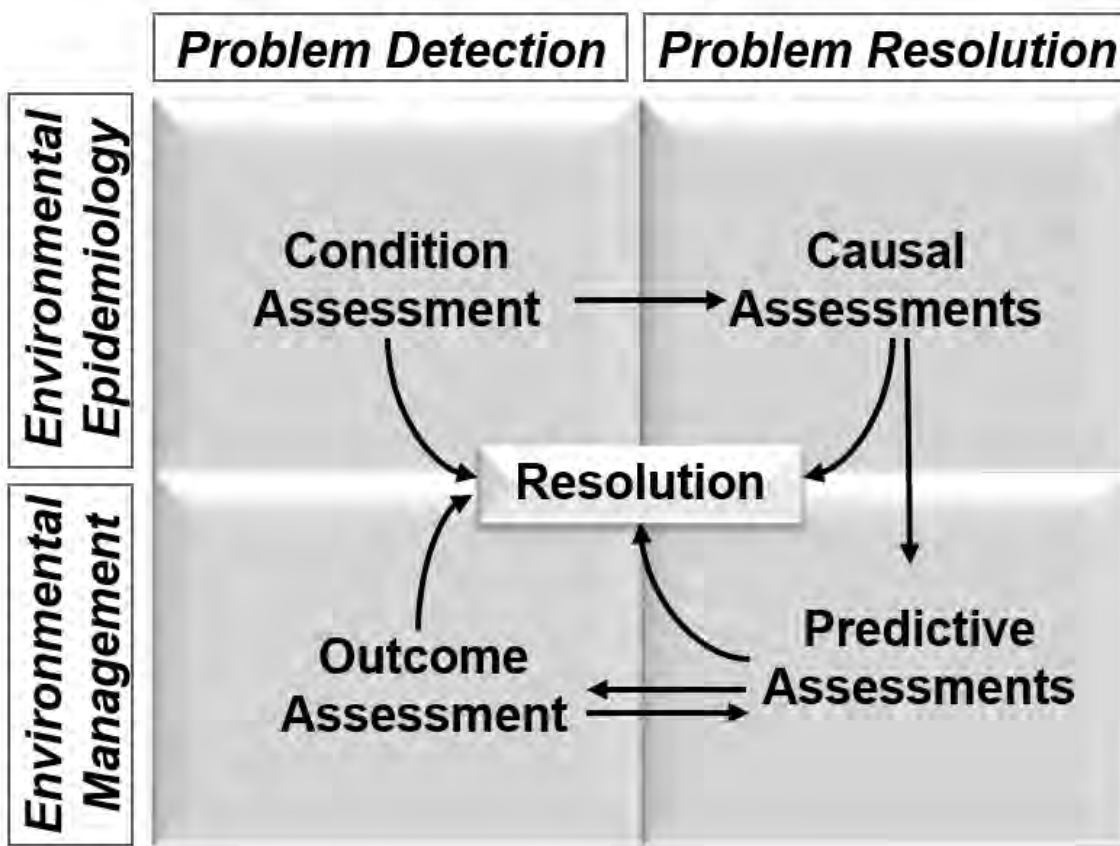 Problem Detection
Problem Resolution
Environmental
Epidemiology
Condition
Assessment
Causal
Assessments
Resolution
Environmental
Management
Outcome
Assessment
Predictive
Assessments